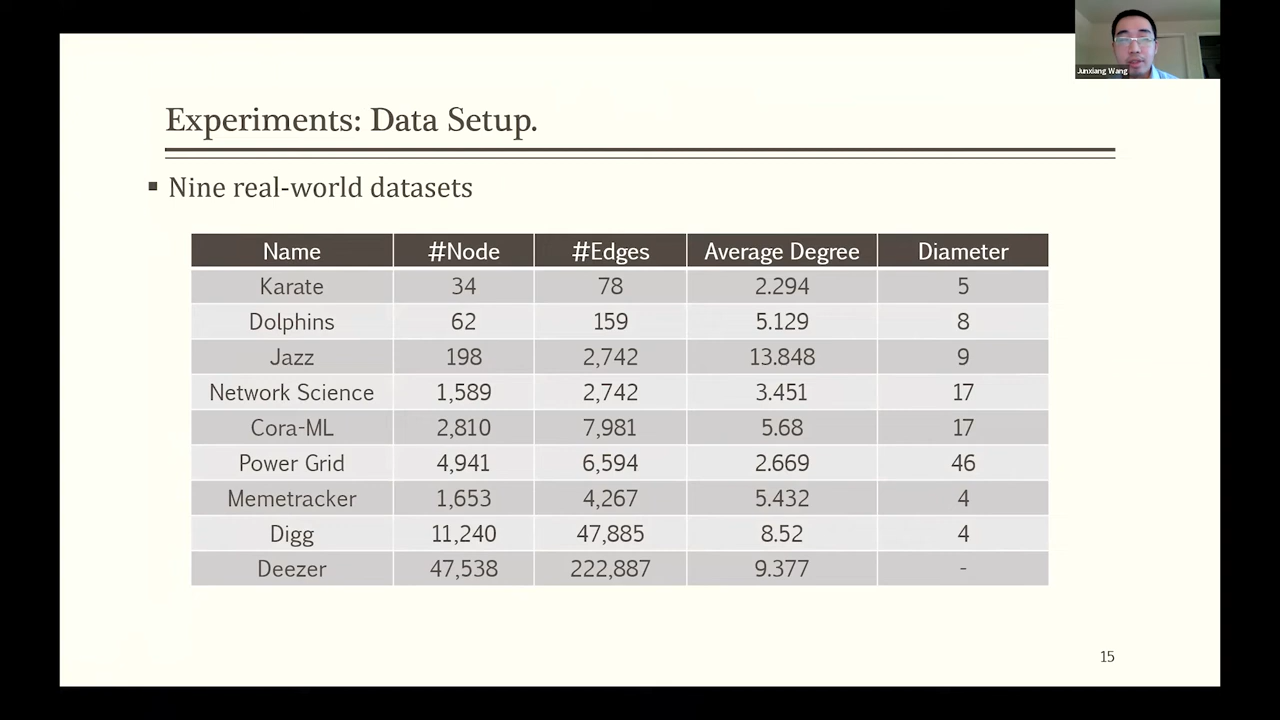 Junxiang Wang
Experiments: Data Setup.
▪ Nine real-world datasets
Name #Node #Edges Average Degree Diameter
Karate 34 78 2.294 5
Dolphins 62 159 5.129 8
Jazz 198 2,742 13.848 9
Network Science 1,589 2,742 3.451 17
Cora-ML 2,810 7,981 5.68 17
Power Grid 4,941 6,594 2.669 46
Memetracker 1,653 4,267 5.432 4
Digg 11,240 47,885 8.52 4
Deezer 47,538 222,887 9.377 -
15